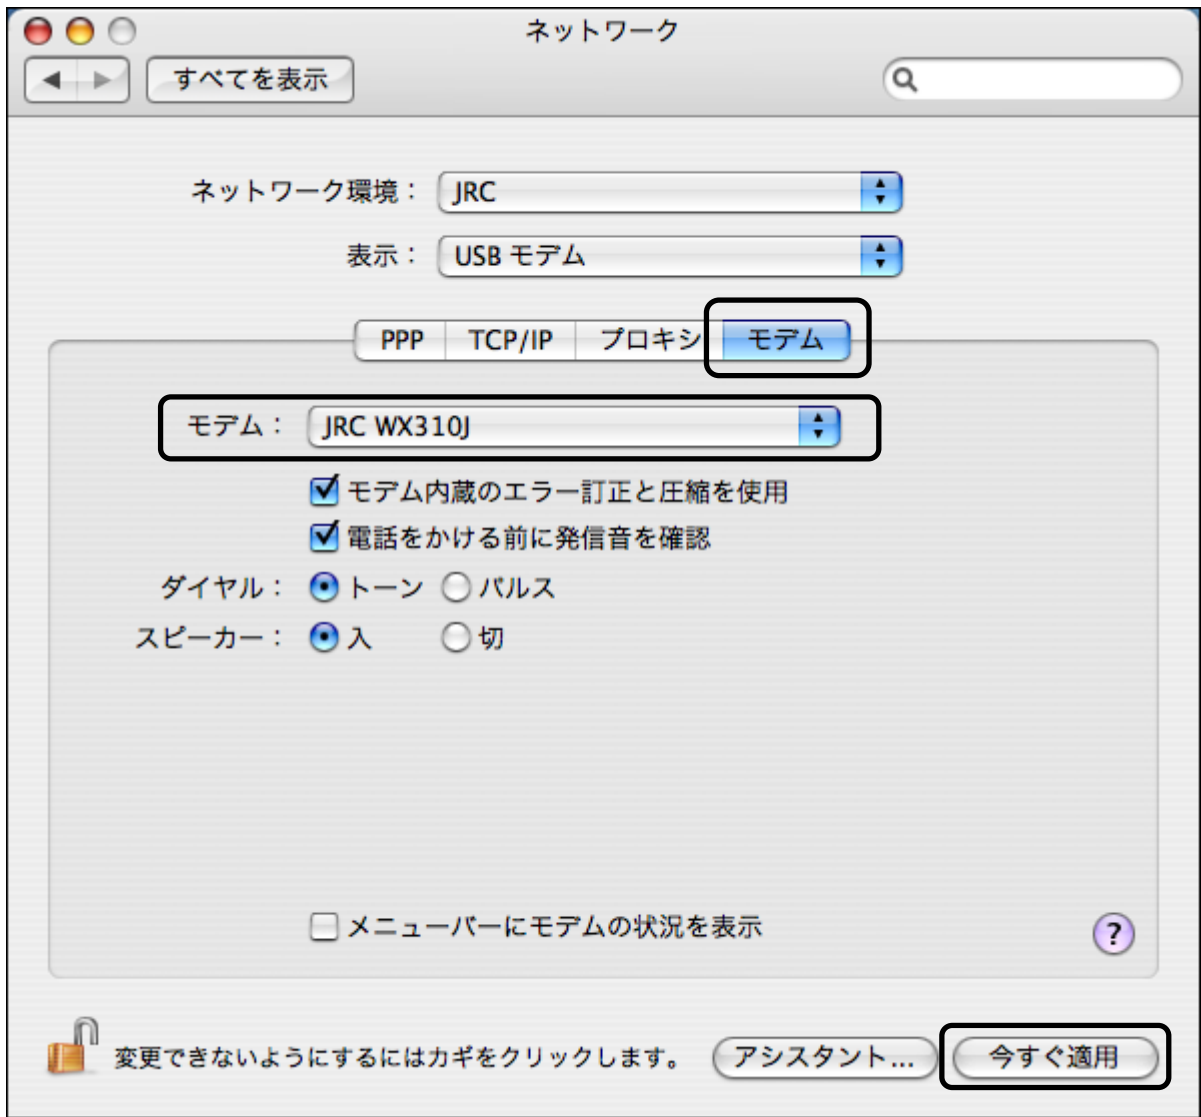 ネットワーク
すべてを表示
ネットワーク環境： JRC
表示： USB モデム
PPP TCP/IP プロキシ モデム
モデム： JRC WX310J
モデム内蔵のエラー訂正と圧縮を使用
電話をかける前に発信音を確認
ダイヤル： トーン パルス
スピーカー： 入 切
メニューバーにモデムの状況を表示
?
変更できないようにするにはカギをクリックします。 アシスタント... 今すぐ適用